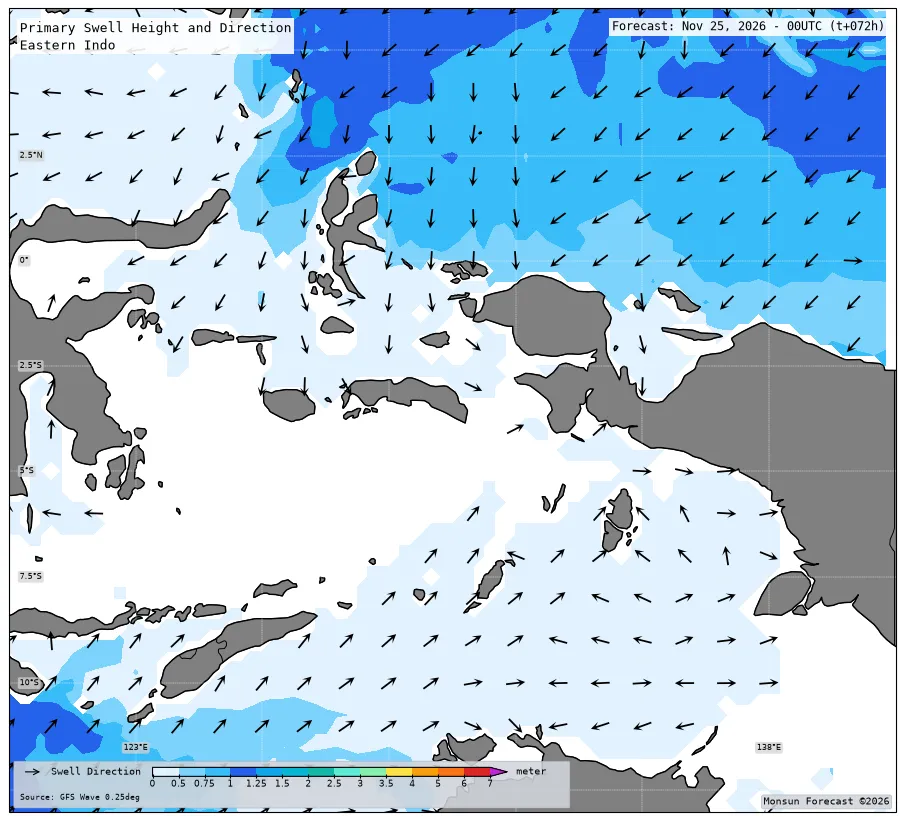 Primary Swell Height and Direction
Eastern Indo
Forecast: Nov 25, 2026 - 00UTC (t+072h)
2.5°N
0°
2.5°S
5°S
7.5°S
10°S
123°E
138°E
Swell Direction
meter
0 0.5 0.75 1 1.25 1.5 2 2.5 3 3.5 4 5 6 7
Source: GFS Wave 0.25deg
Monsun Forecast ©2026